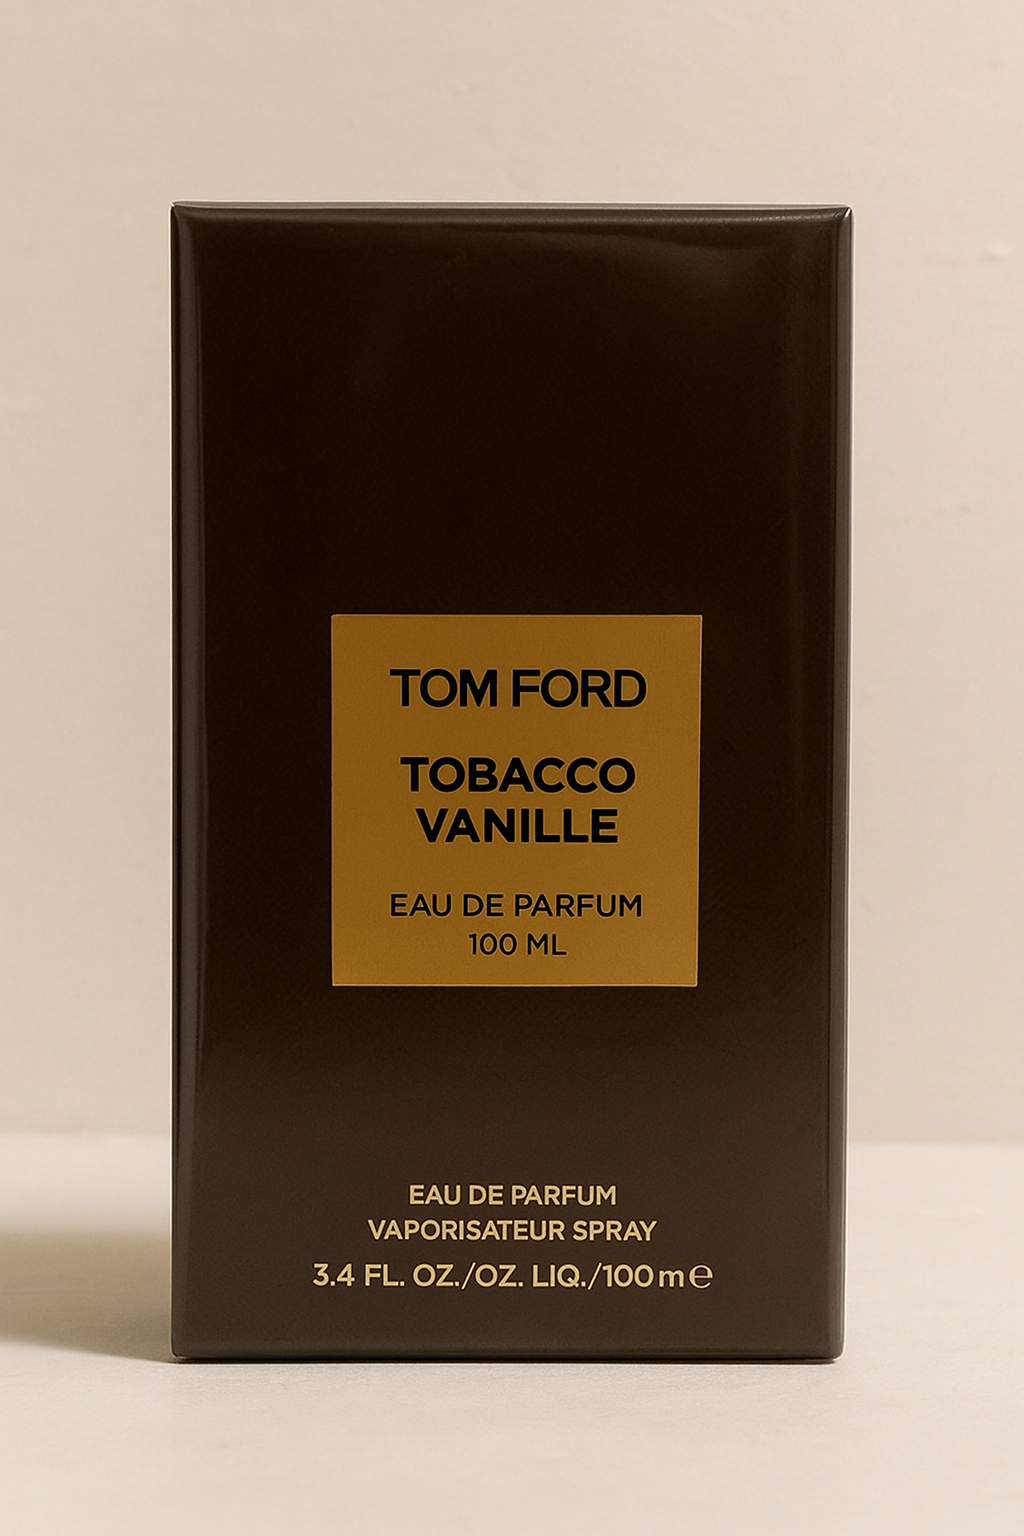 TOM FORD
TOBACCO
VANILLE
EAU DE PARFUM
100 ML
EAU DE PARFUM
VAPORISATEUR SPRAY
3.4 FL. OZ./OZ. LIQ./100 m℮